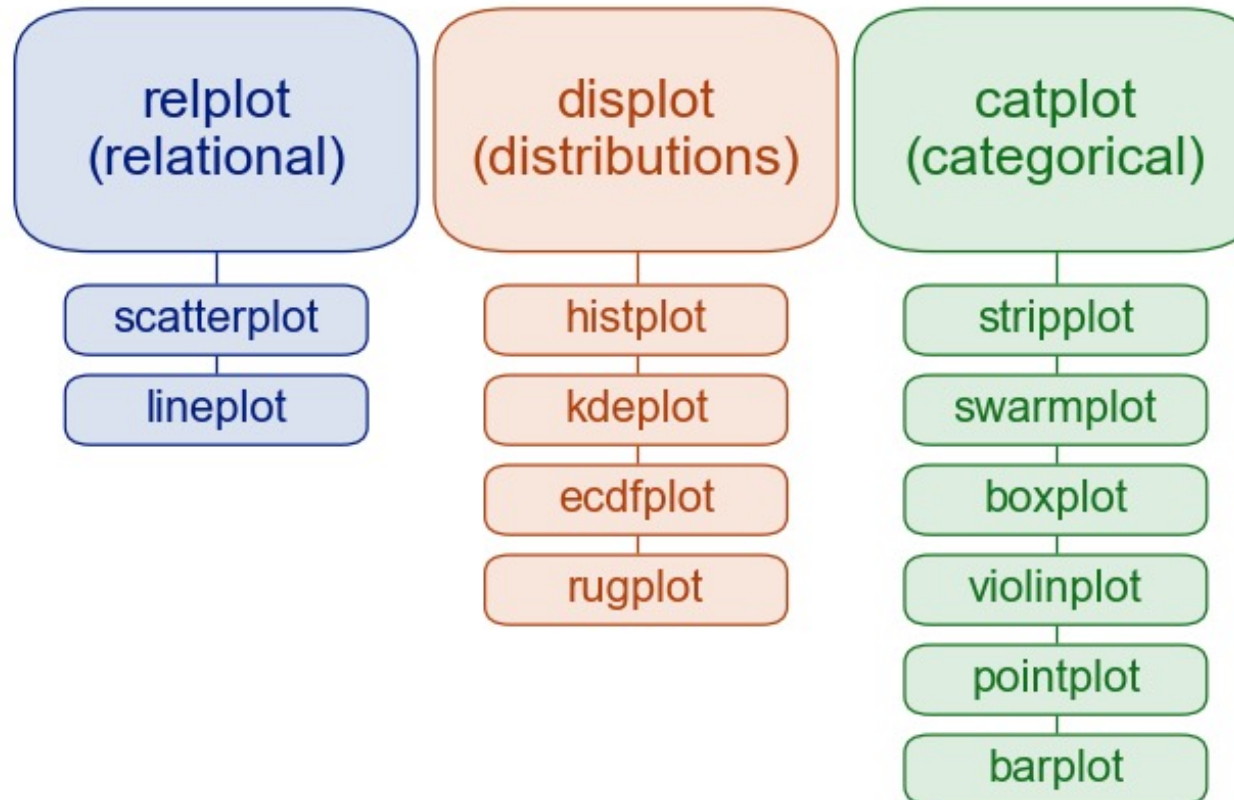 relplot
(relational)
scatterplot
lineplot
displot
(distributions)
histplot
kdeplot
ecdfplot
rugplot
catplot
(categorical)
stripplot
swarmplot
boxplot
violinplot
pointplot
barplot